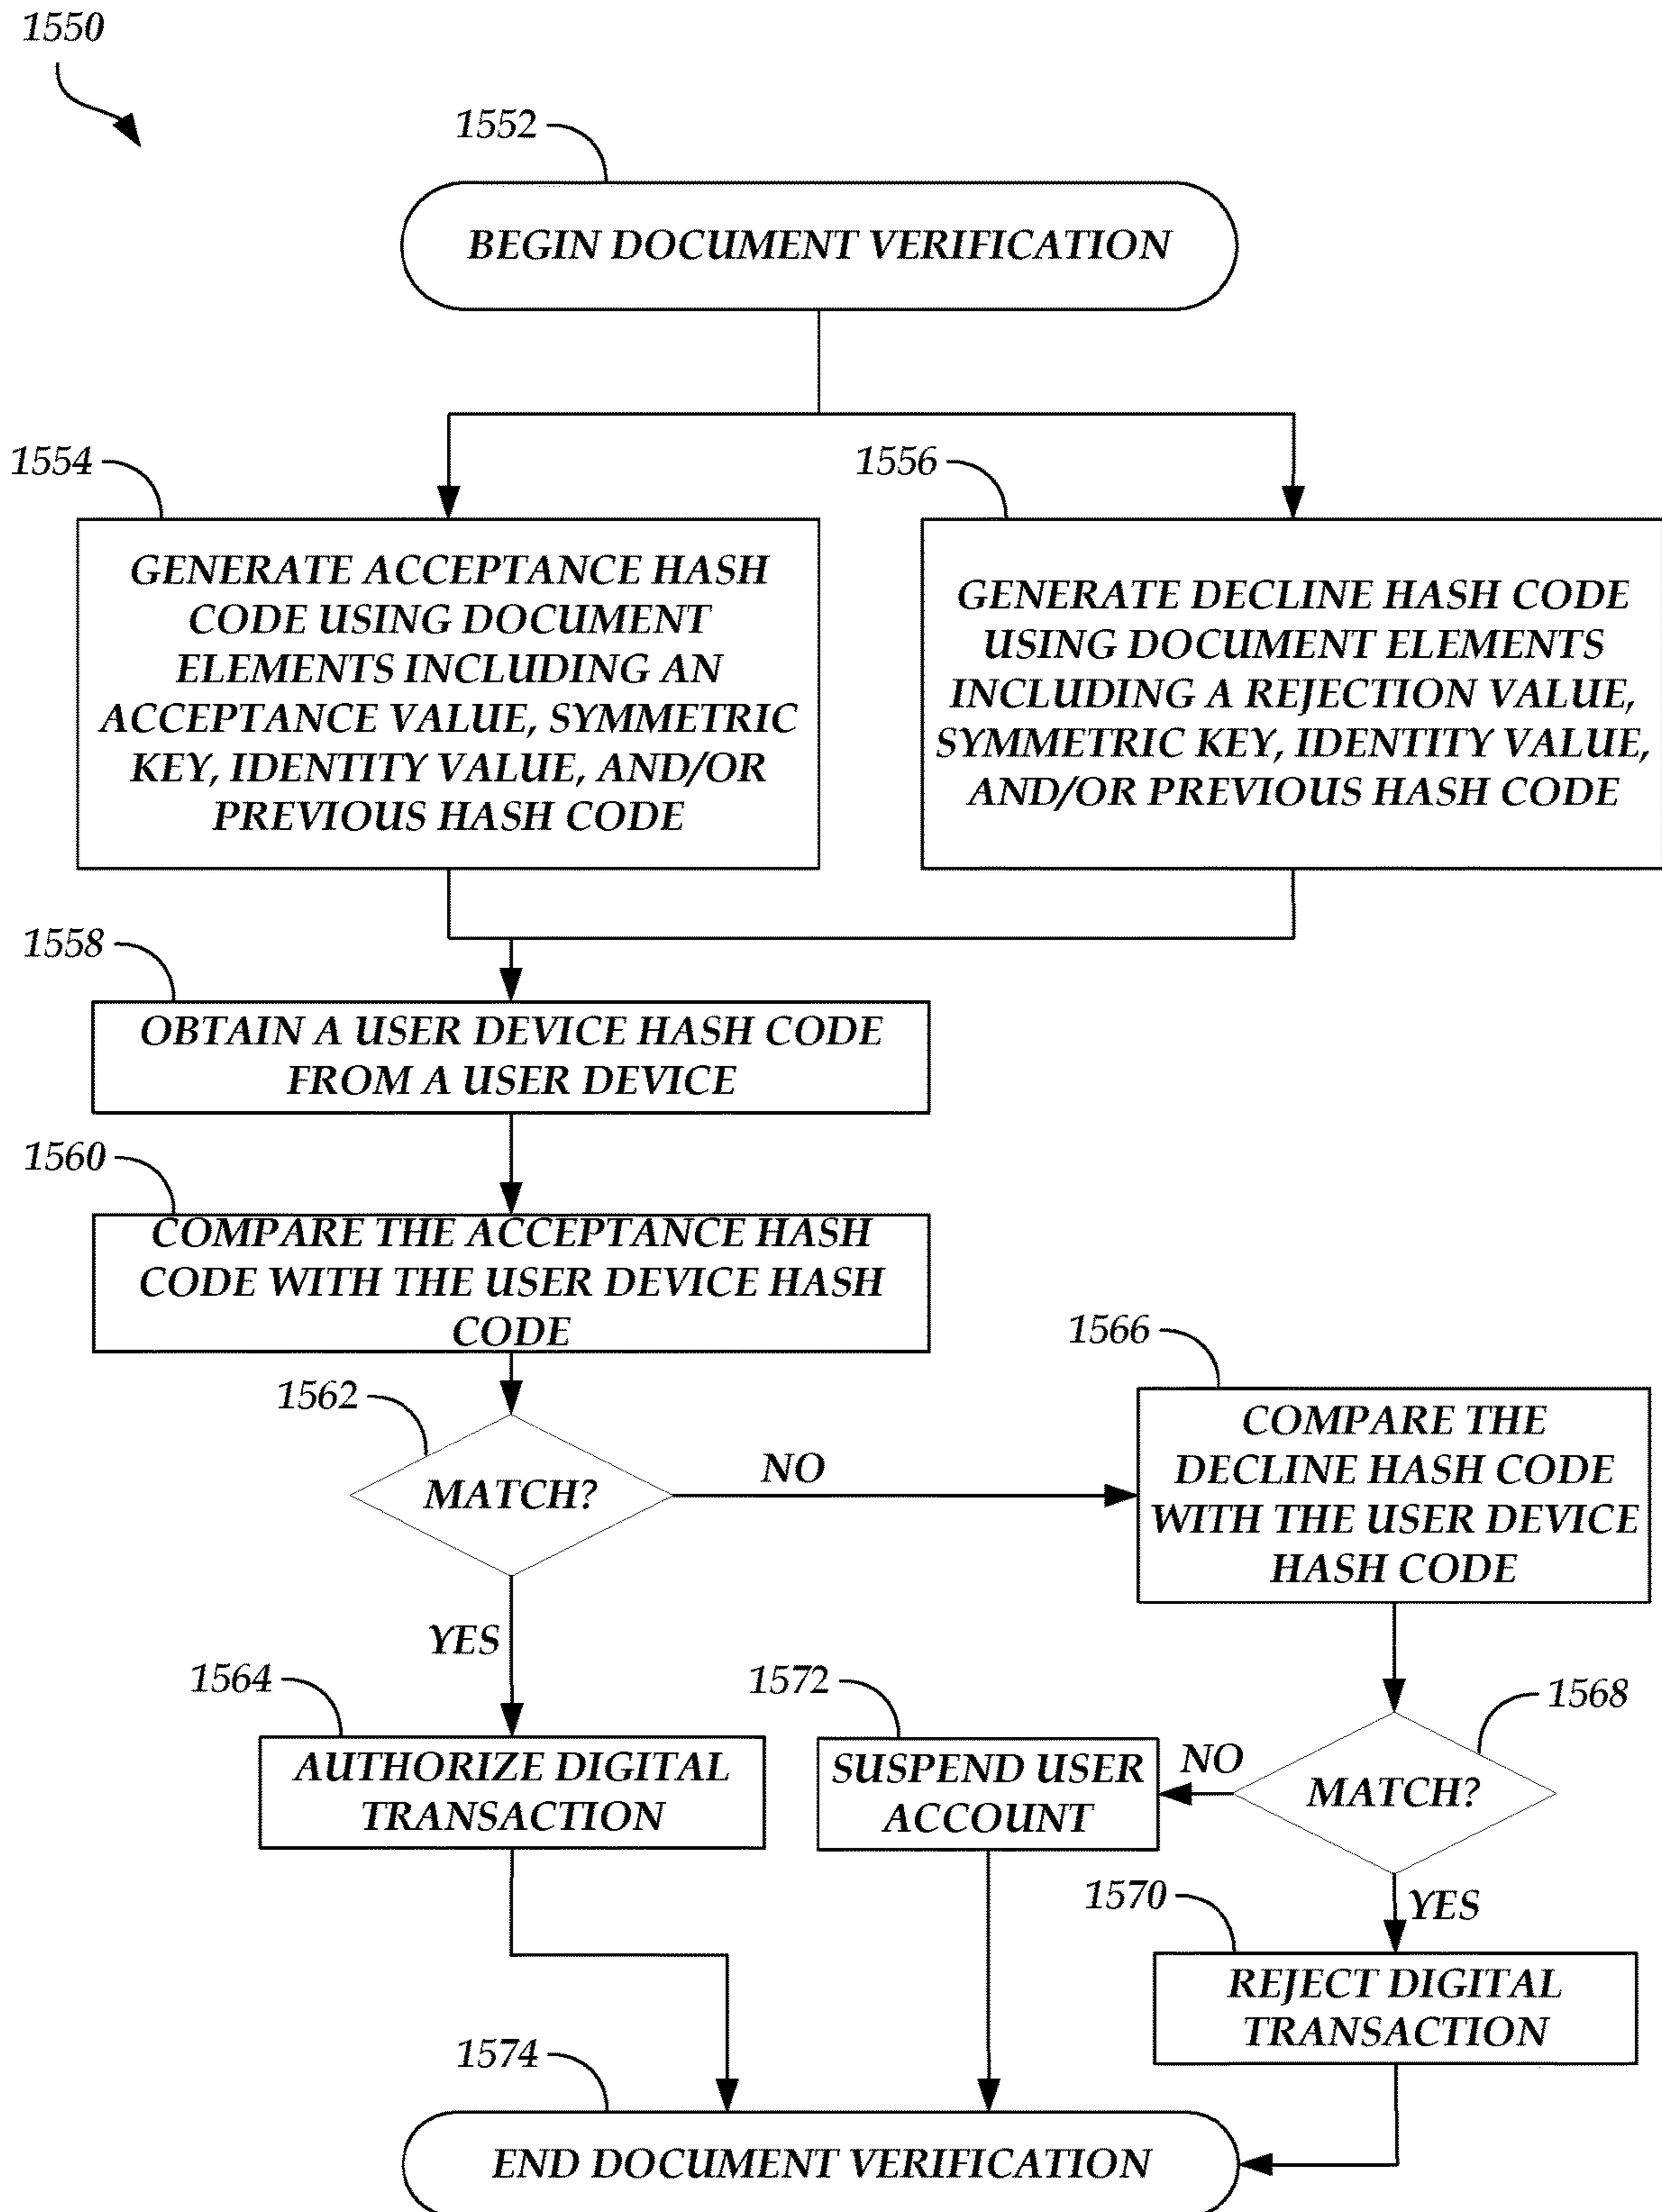 1550
1552
BEGIN DOCUMENT VERIFICATION
1554
1556
GENERATE ACCEPTANCE HASH
CODE USING DOCUMENT
ELEMENTS INCLUDING AN
ACCEPTANCE VALUE, SYMMETRIC
KEY, IDENTITY VALUE, AND/OR
PREVIOUS HASH CODE
GENERATE DECLINE HASH CODE
USING DOCUMENT ELEMENTS
INCLUDING A REJECTION VALUE,
SYMMETRIC KEY, IDENTITY VALUE,
AND/OR PREVIOUS HASH CODE
1558
OBTAIN A USER DEVICE HASH CODE
FROM A USER DEVICE
1560
COMPARE THE ACCEPTANCE HASH
CODE WITH THE USER DEVICE HASH
CODE
1562
MATCH?
NO
YES
1566
COMPARE THE
DECLINE HASH CODE
WITH THE USER DEVICE
HASH CODE
1564
AUTHORIZE DIGITAL
TRANSACTION
1572
SUSPEND USER
ACCOUNT
NO
1568
MATCH?
YES
1570
REJECT DIGITAL
TRANSACTION
1574
END DOCUMENT VERIFICATION